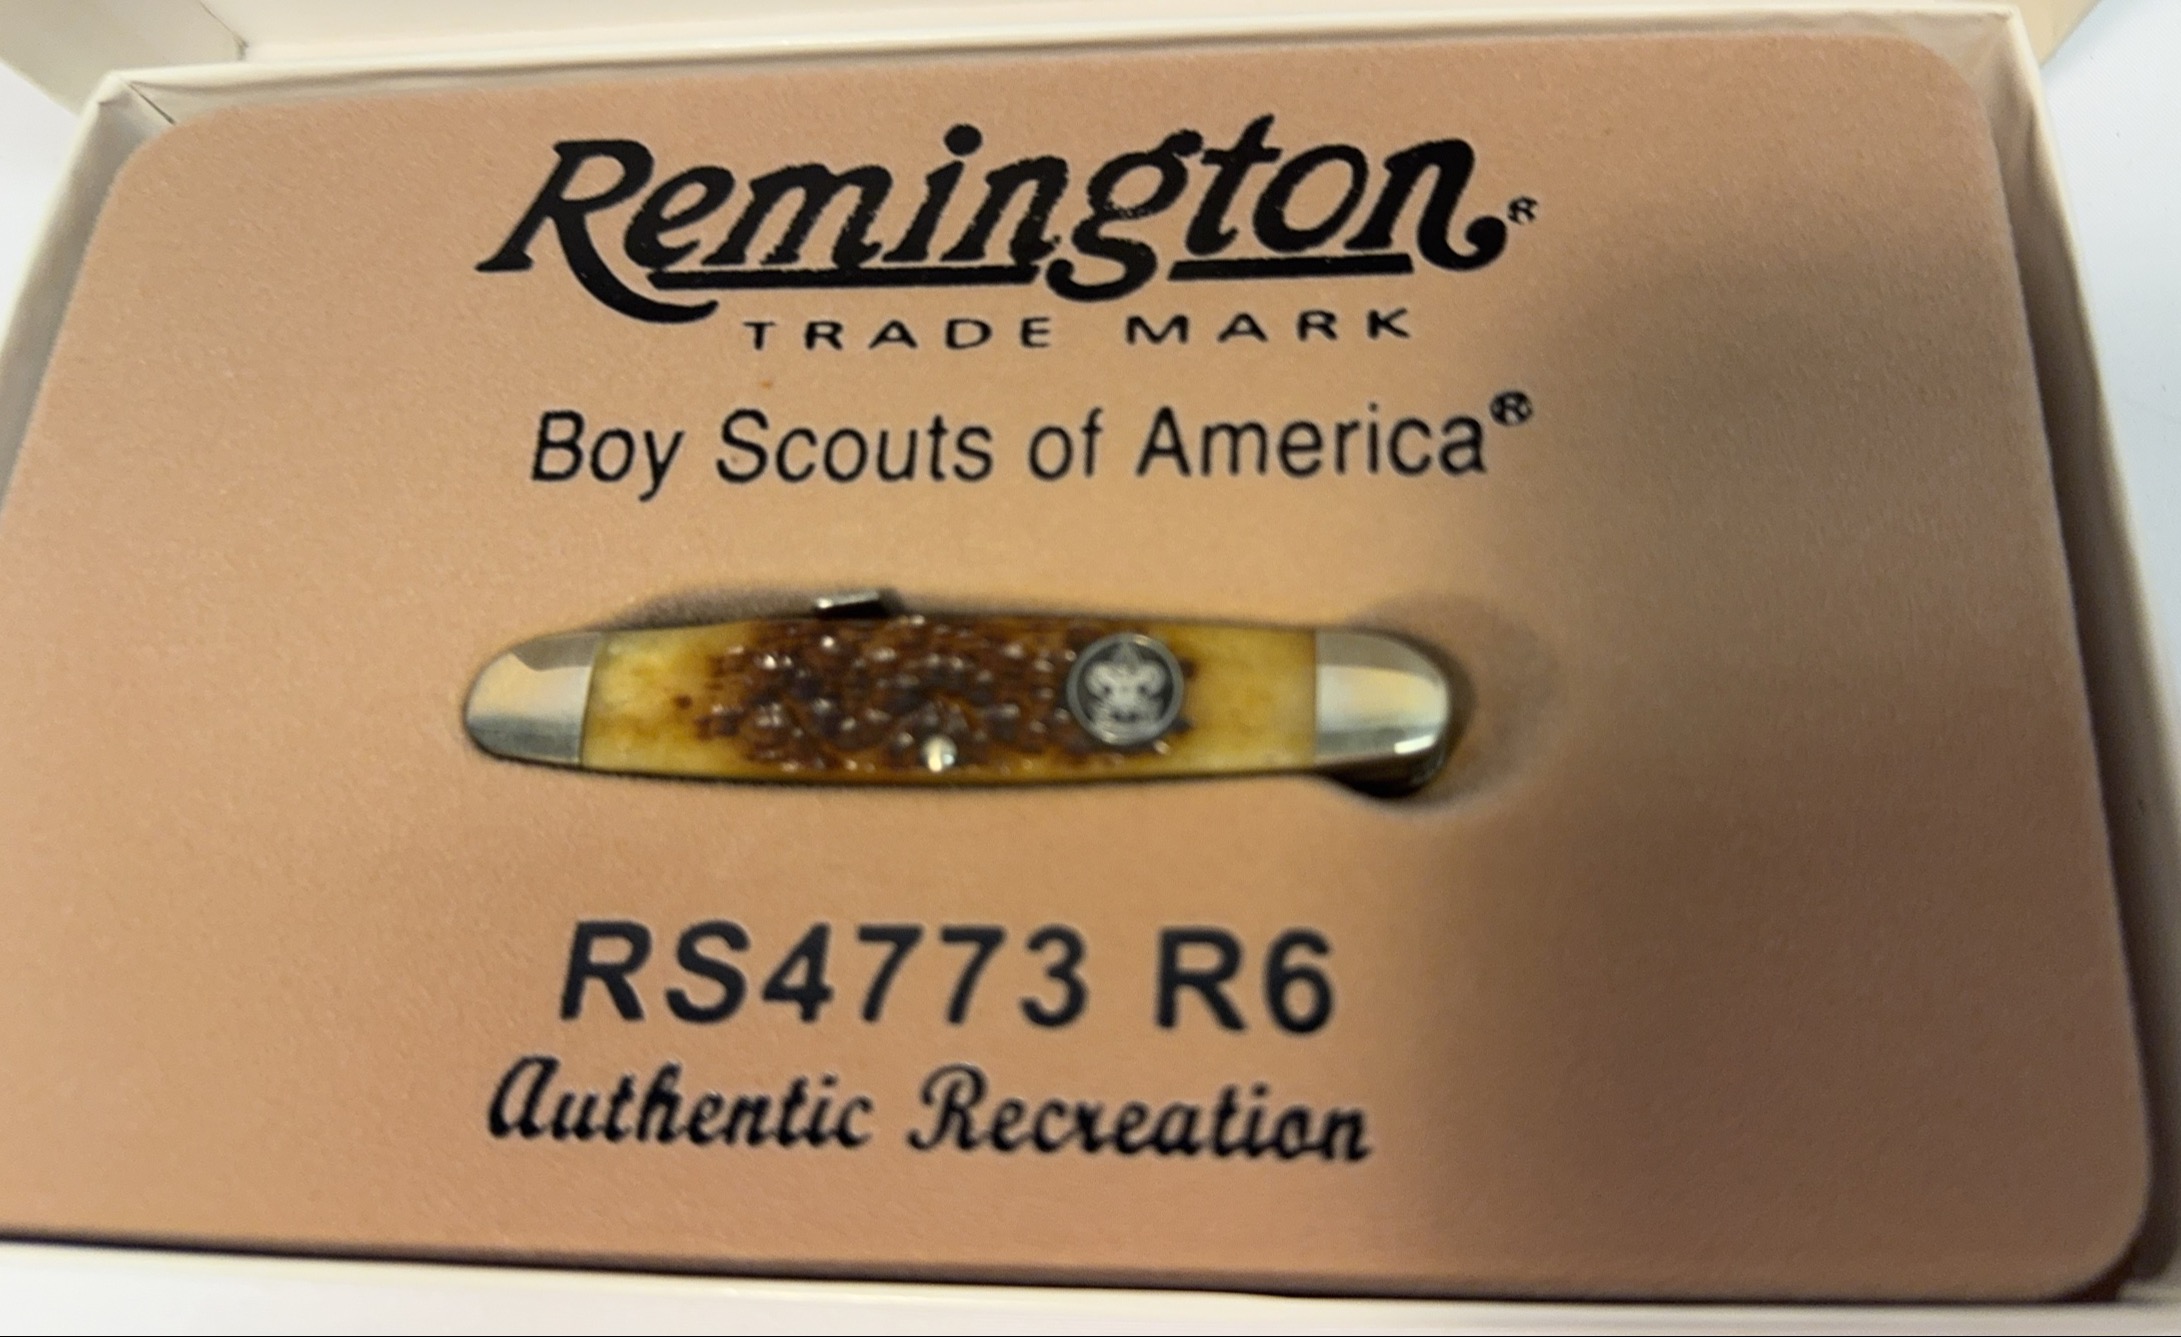 Remington®
TRADE MARK
Boy Scouts of America®
RS4773 R6
Authentic Recreation